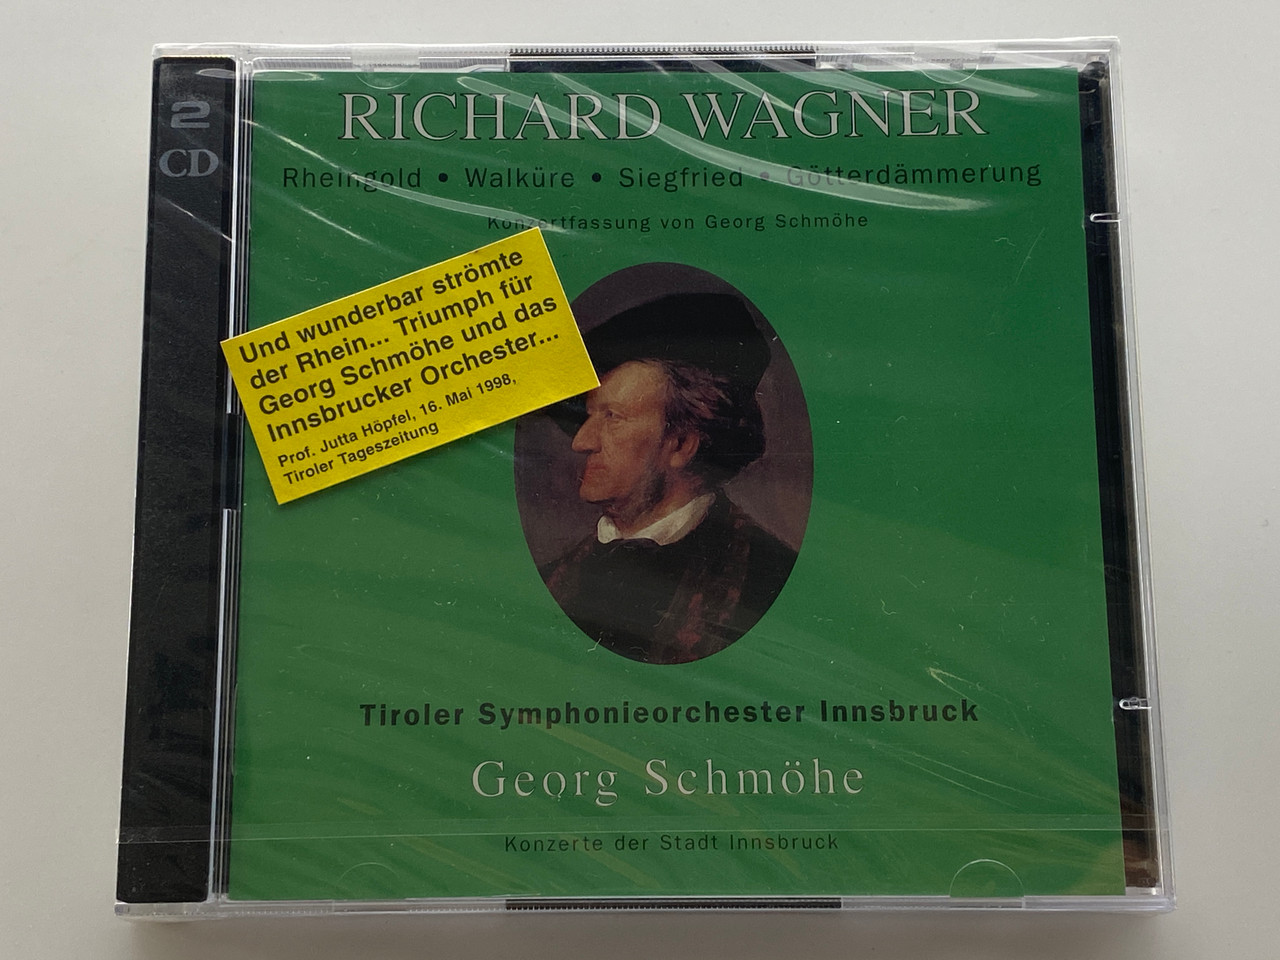 2
CD
RICHARD WAGNER
Rheingold • Walküre • Siegfried • Götterdämmerung
Konzertfassung von Georg Schmöhe
Und wunderbar strömte
der Rhein... Triumph für
Georg Schmöhe und das
Innsbrucker Orchester...
Prof. Jutta Höpfel, 16. Mai 1998,
Tiroler Tageszeitung
Tiroler Symphonieorchester Innsbruck
Georg Schmöhe
Konzerte der Stadt Innsbruck